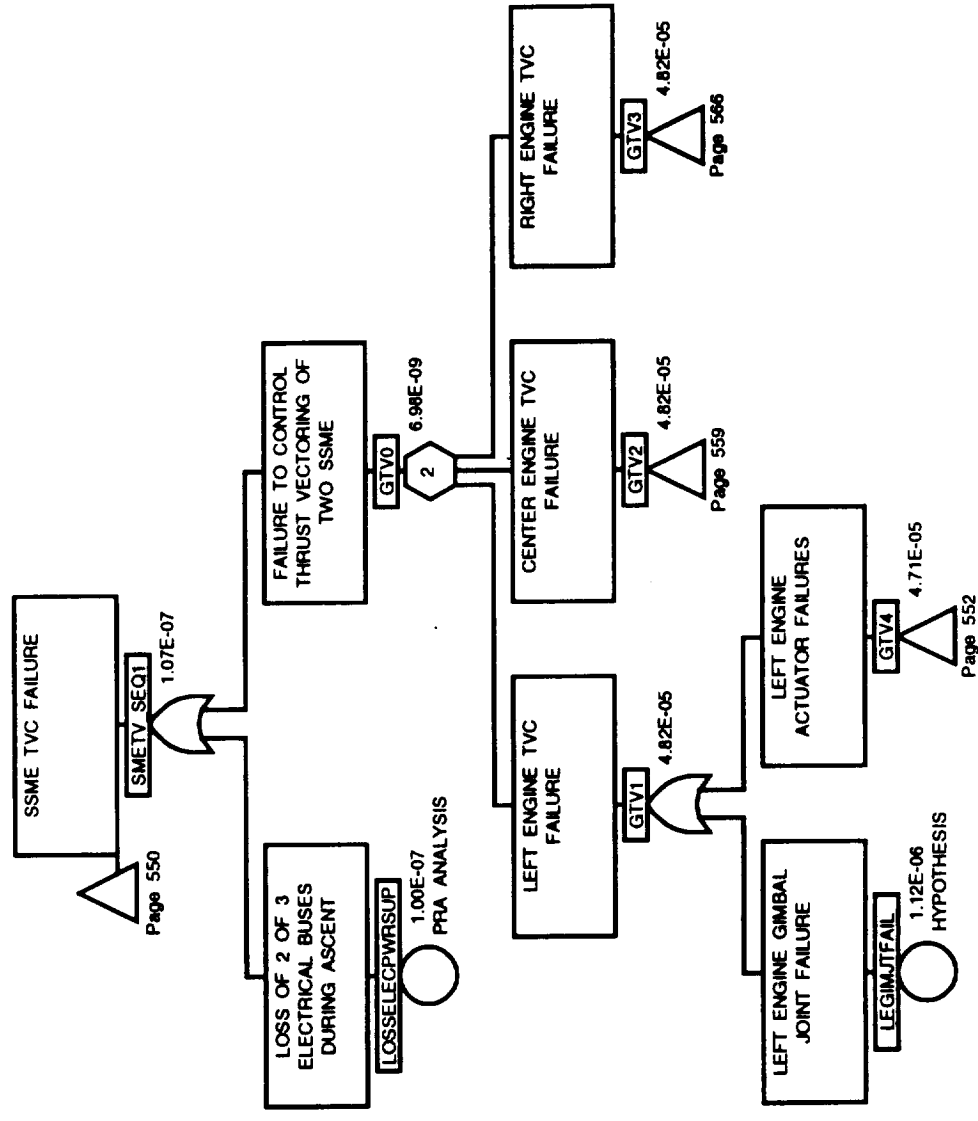 SSME TVC FAILURE
SMETV_SEQ1
1.07E-07
Page 550
LOSS OF 2 OF 3
ELECTRICAL BUSES
DURING ASCENT
LOSSELECPWRSUP
1.00E-07
PRA ANALYSIS
FAILURE TO CONTROL
THRUST VECTORING OF
TWO SSME
GTV0
6.98E-09
2
LEFT ENGINE TVC
FAILURE
GTV1
4.82E-05
CENTER ENGINE TVC
FAILURE
GTV2
4.82E-05
Page 559
RIGHT ENGINE TVC
FAILURE
GTV3
4.82E-05
Page 566
LEFT ENGINE GIMBAL
JOINT FAILURE
LEGIMJTFAIL
1.12E-06
HYPOTHESIS
LEFT ENGINE
ACTUATOR FAILURES
GTV4
4.71E-05
Page 552